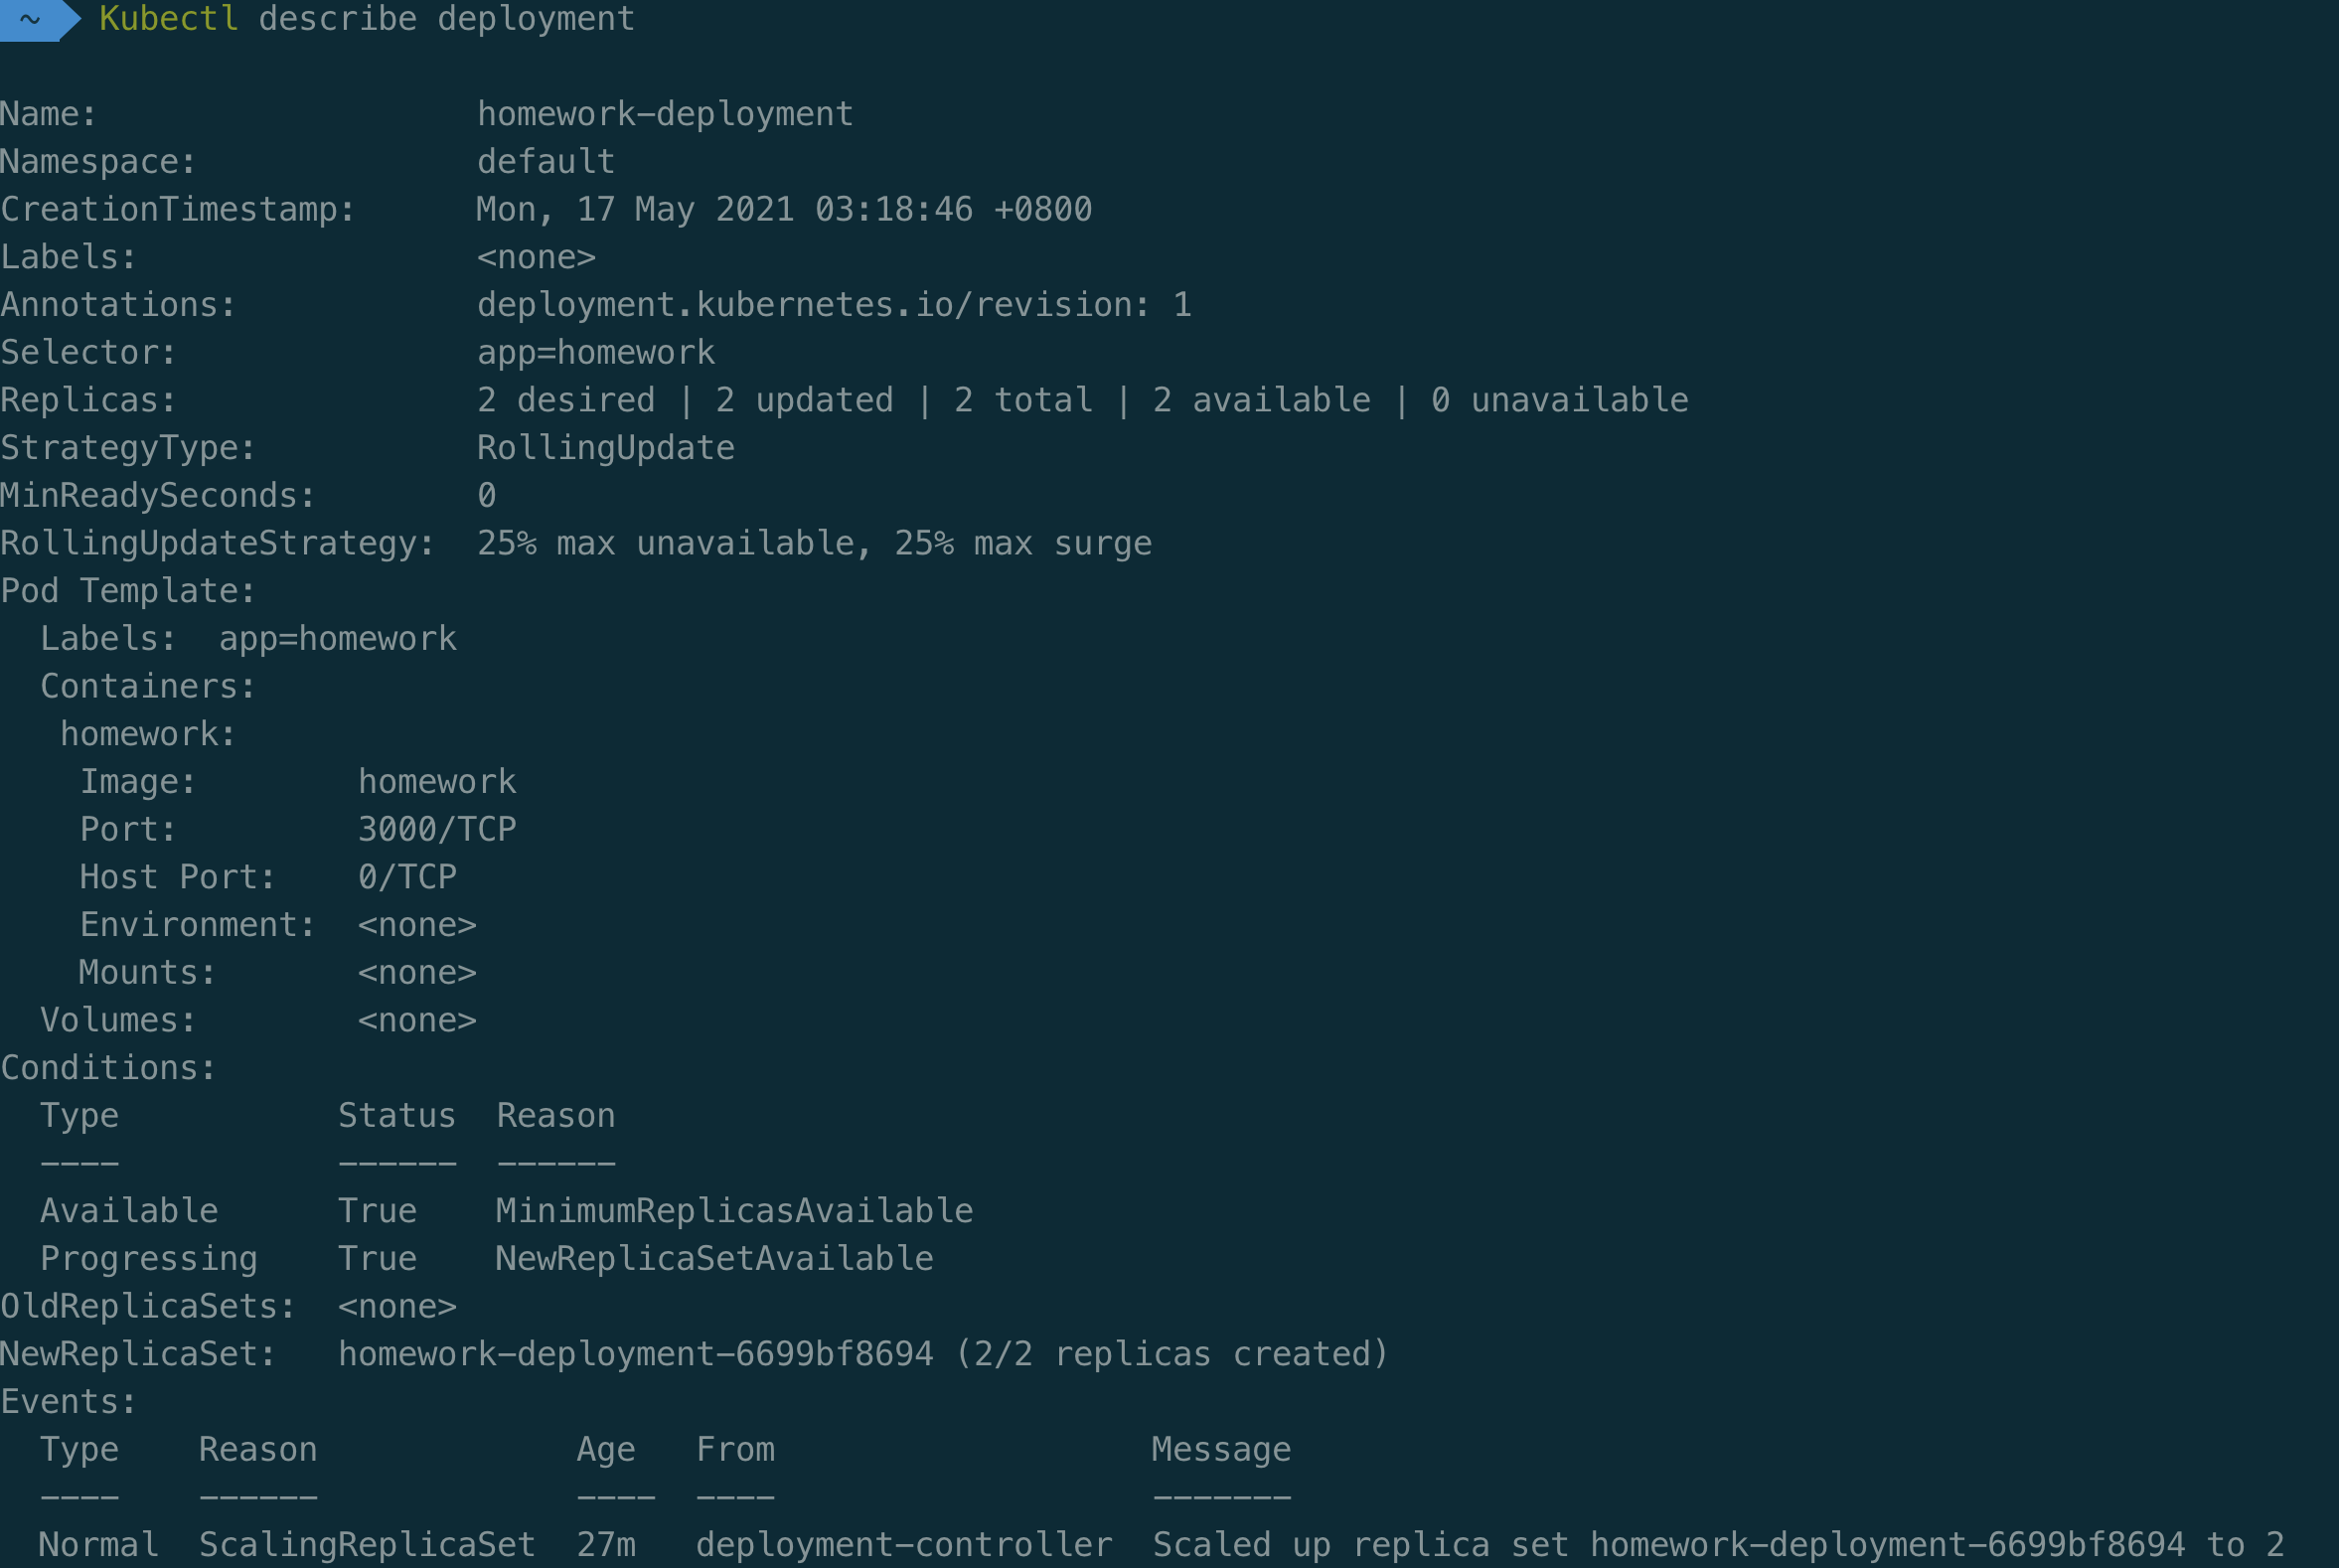 ~ Kubectl describe deployment
Name: homework-deployment
Namespace: default
CreationTimestamp: Mon, 17 May 2021 03:18:46 +0800
Labels: <none>
Annotations: deployment.kubernetes.io/revision: 1
Selector: app=homework
Replicas: 2 desired | 2 updated | 2 total | 2 available | 0 unavailable
StrategyType: RollingUpdate
MinReadySeconds: 0
RollingUpdateStrategy: 25% max unavailable, 25% max surge
Pod Template:
  Labels: app=homework
  Containers:
   homework:
    Image: homework
    Port: 3000/TCP
    Host Port: 0/TCP
    Environment: <none>
    Mounts: <none>
  Volumes: <none>
Conditions:
  Type Status Reason
  ---- ------ ------
  Available True MinimumReplicasAvailable
  Progressing True NewReplicaSetAvailable
OldReplicaSets: <none>
NewReplicaSet: homework-deployment-6699bf8694 (2/2 replicas created)
Events:
  Type Reason Age From Message
  ---- ------ ---- ---- -------
  Normal ScalingReplicaSet 27m deployment-controller Scaled up replica set homework-deployment-6699bf8694 to 2